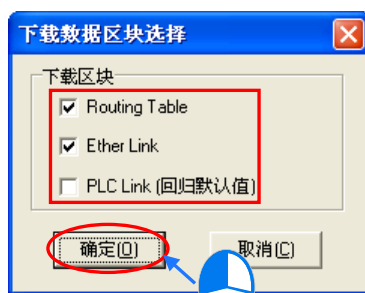 下载数据区块选择
下载区块
Routing Table
Ether Link
PLC Link (回归默认值)
确定(O) 取消(C)